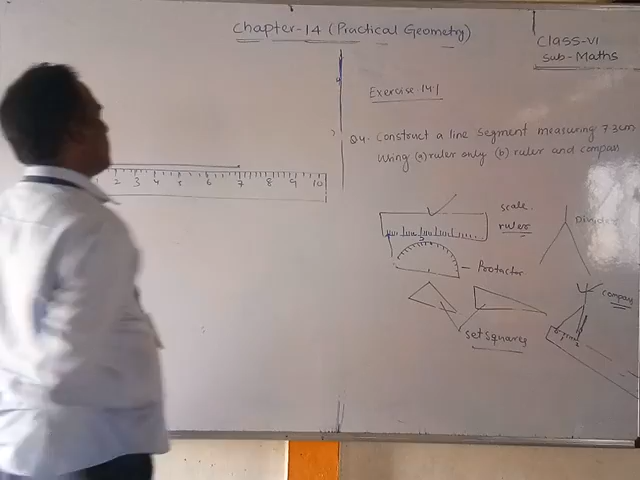 Chapter-14 (Practical Geometry)
CLASS-VI
Sub-Maths
Exercise 14.1
Q4. Construct a line segment measuring 7.3cm
using (a) ruler only (b) ruler and compass
2 3 4 5 6 7 8 9 10
scale.
ruler
Divider
Protactor
compass
set squares